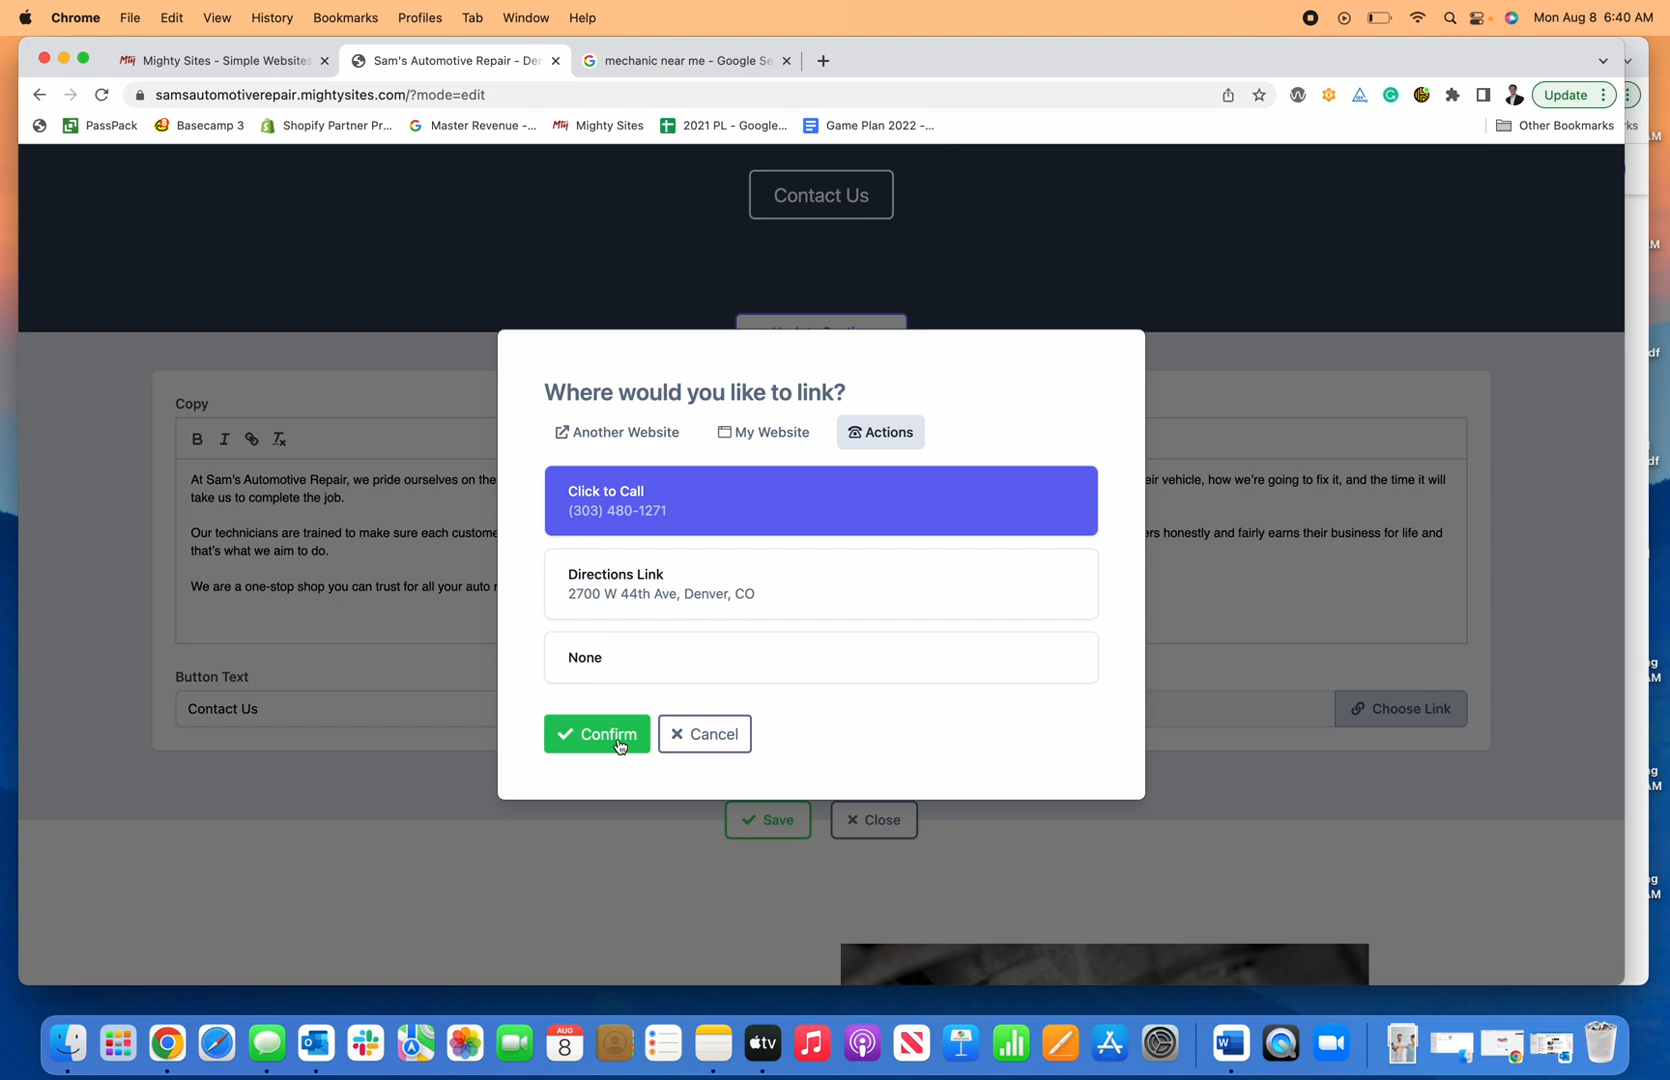 Chrome File Edit View History Bookmarks Profiles Tab Window Help Mon Aug 8 6:40 AM
Mighty Sites - Simple Websites Sam's Automotive Repair - Den mechanic near me - Google Se
samsautomotiverepair.mightysites.com/?mode=edit Update
PassPack Basecamp 3 Shopify Partner Pr... Master Revenue -... Mighty Sites 2021 PL - Google... Game Plan 2022 -... Other Bookmarks
Contact Us
Where would you like to link?
Another Website My Website Actions
Click to Call
(303) 480-1271
Directions Link
2700 W 44th Ave, Denver, CO
None
Confirm Cancel
Copy
B I
At Sam's Automotive Repair, we pride ourselves on the eir vehicle, how we're going to fix it, and the time it will
take us to complete the job.
Our technicians are trained to make sure each custome ers honestly and fairly earns their business for life and
that's what we aim to do.
We are a one-stop shop you can trust for all your auto
Button Text
Contact Us Choose Link
Save Close
AUG
8
tv